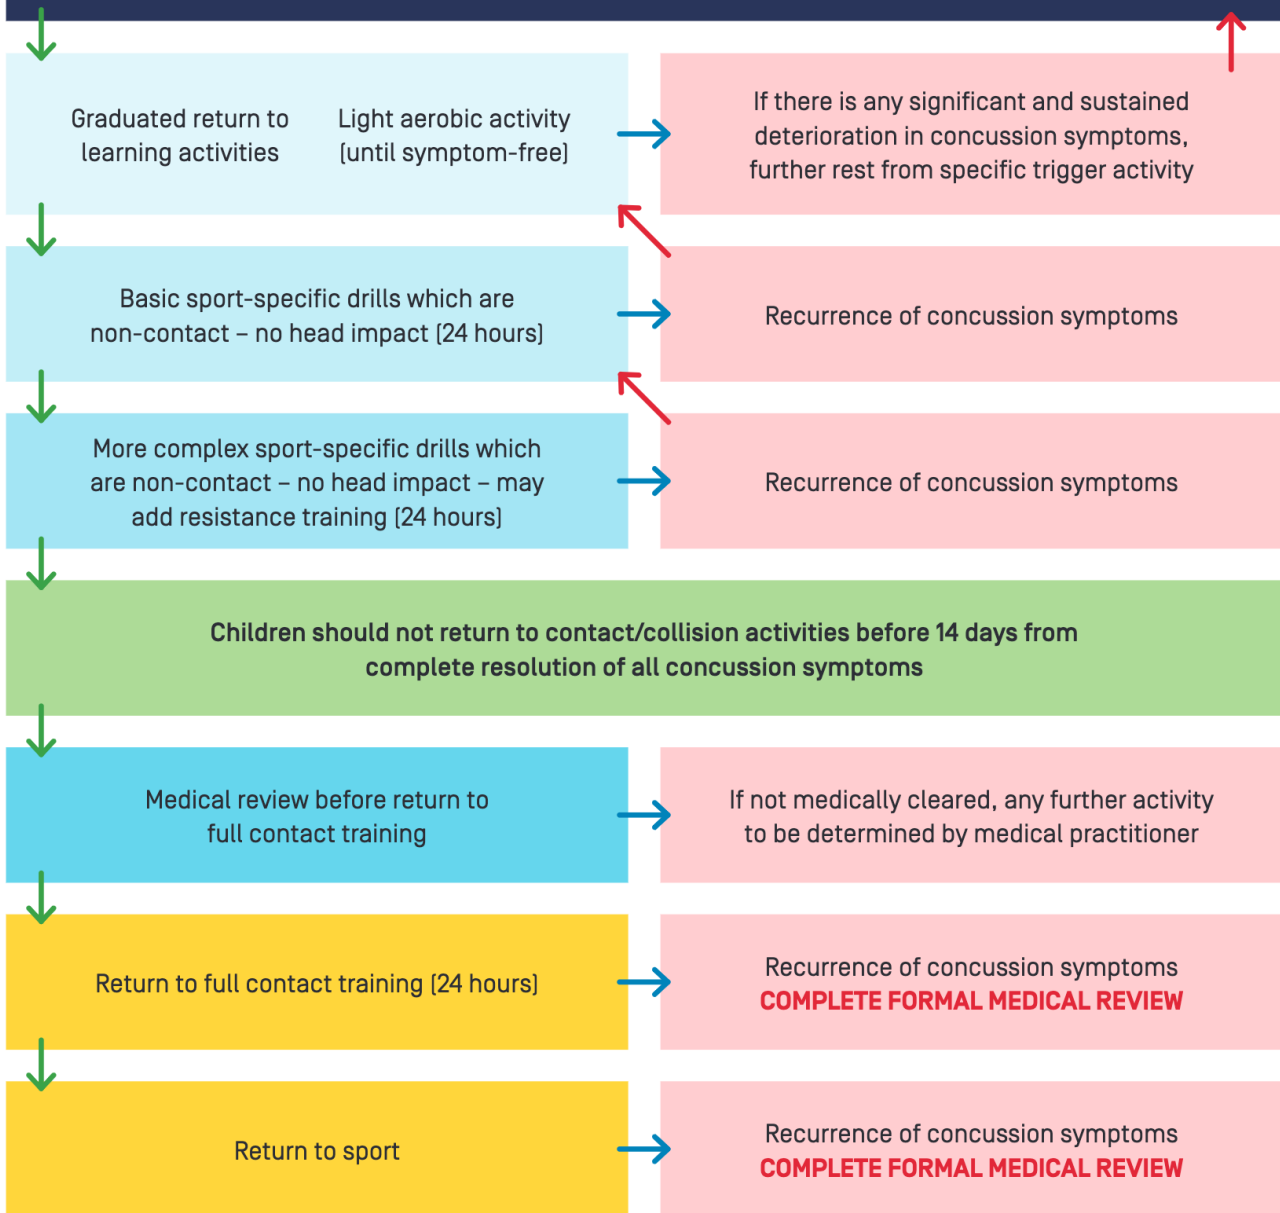 Graduated return to
learning activities
Light aerobic activity
(until symptom-free)
If there is any significant and sustained
deterioration in concussion symptoms,
further rest from specific trigger activity
Basic sport-specific drills which are
non-contact – no head impact (24 hours)
Recurrence of concussion symptoms
More complex sport-specific drills which
are non-contact – no head impact – may
add resistance training (24 hours)
Recurrence of concussion symptoms
Children should not return to contact/collision activities before 14 days from
complete resolution of all concussion symptoms
Medical review before return to
full contact training
If not medically cleared, any further activity
to be determined by medical practitioner
Return to full contact training (24 hours)
Recurrence of concussion symptoms
COMPLETE FORMAL MEDICAL REVIEW
Return to sport
Recurrence of concussion symptoms
COMPLETE FORMAL MEDICAL REVIEW